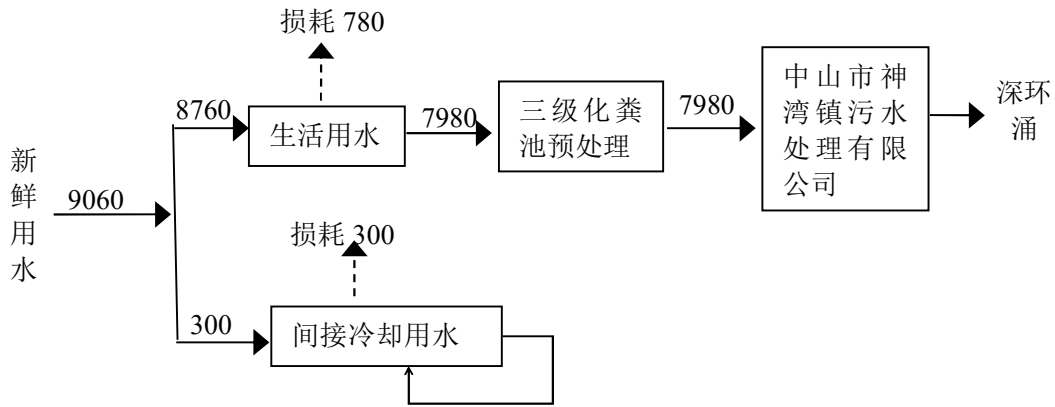 损耗 780
8760
生活用水
7980
三级化粪
池预处理
7980
中山市神
湾镇污水
处理有限
公司
深环
涌
新
鲜
用
水
9060
损耗 300
300
间接冷却用水